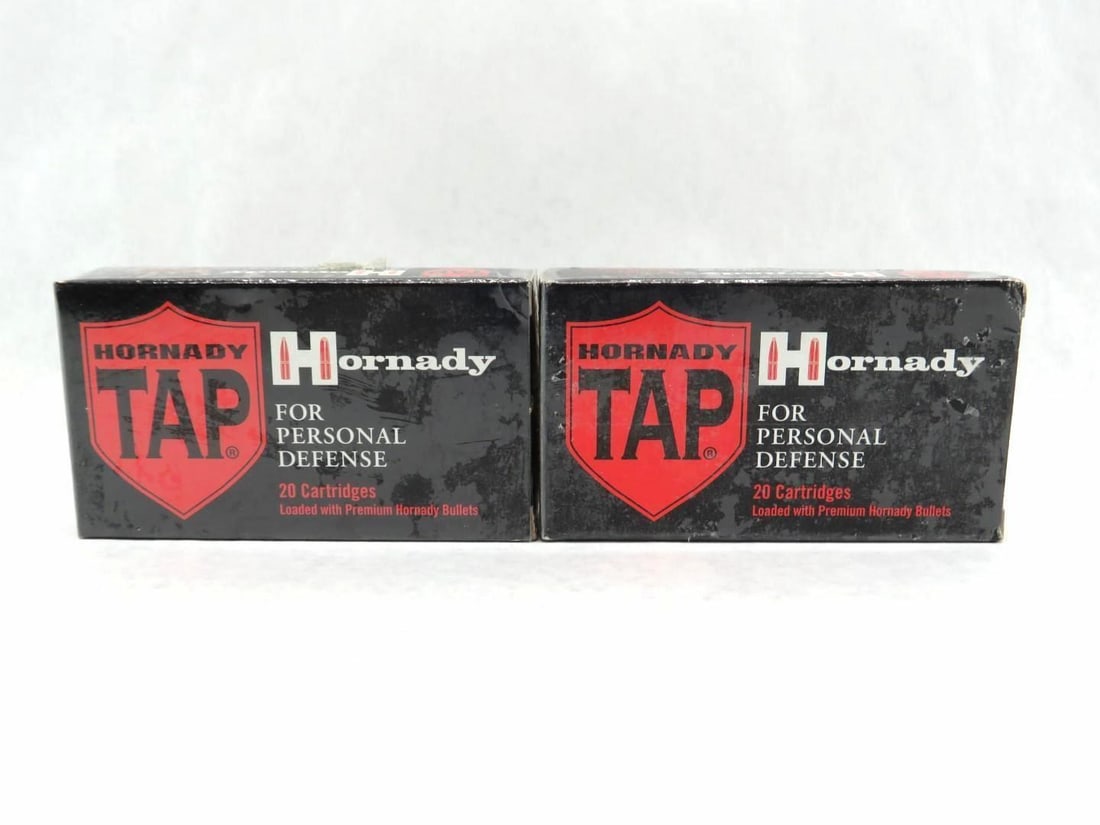 HORNADY
TAP®
Hornady
FOR
PERSONAL
DEFENSE
20 Cartridges
Loaded with Premium Hornady Bullets
HORNADY
TAP®
Hornady
FOR
PERSONAL
DEFENSE
20 Cartridges
Loaded with Premium Hornady Bullets